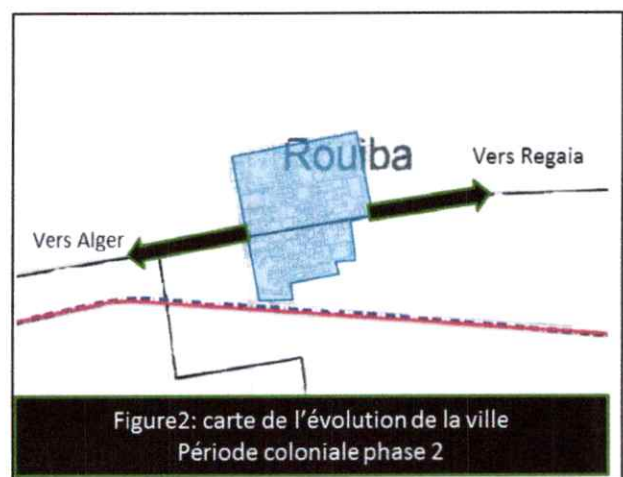 Rouiba
Vers Regaia
Vers Alger
Figure2: carte de l'évolution de la ville
Période coloniale phase 2